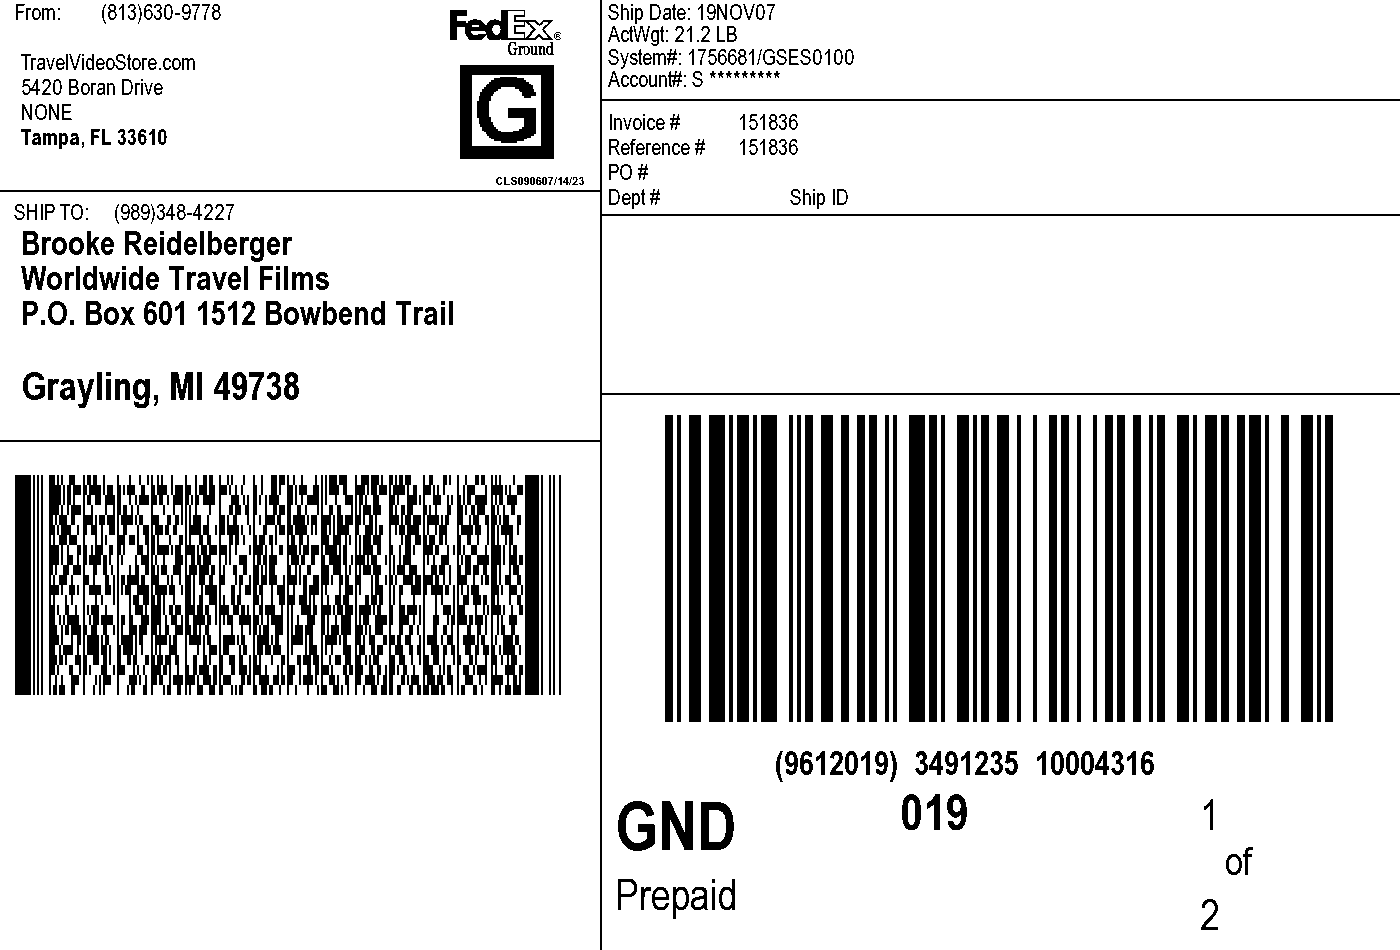 From: (813)630-9778
TravelVideoStore.com
5420 Boran Drive
NONE
Tampa, FL 33610
FedEx®
Ground
G
CLS090607/14/23
SHIP TO: (989)348-4227
Brooke Reidelberger
Worldwide Travel Films
P.O. Box 601 1512 Bowbend Trail
Grayling, MI 49738
Ship Date: 19NOV07
ActWgt: 21.2 LB
System#: 1756681/GSES0100
Account#: S *********
Invoice # 151836
Reference # 151836
PO #
Dept # Ship ID
(9612019) 3491235 10004316
GND 019 1
of
Prepaid 2